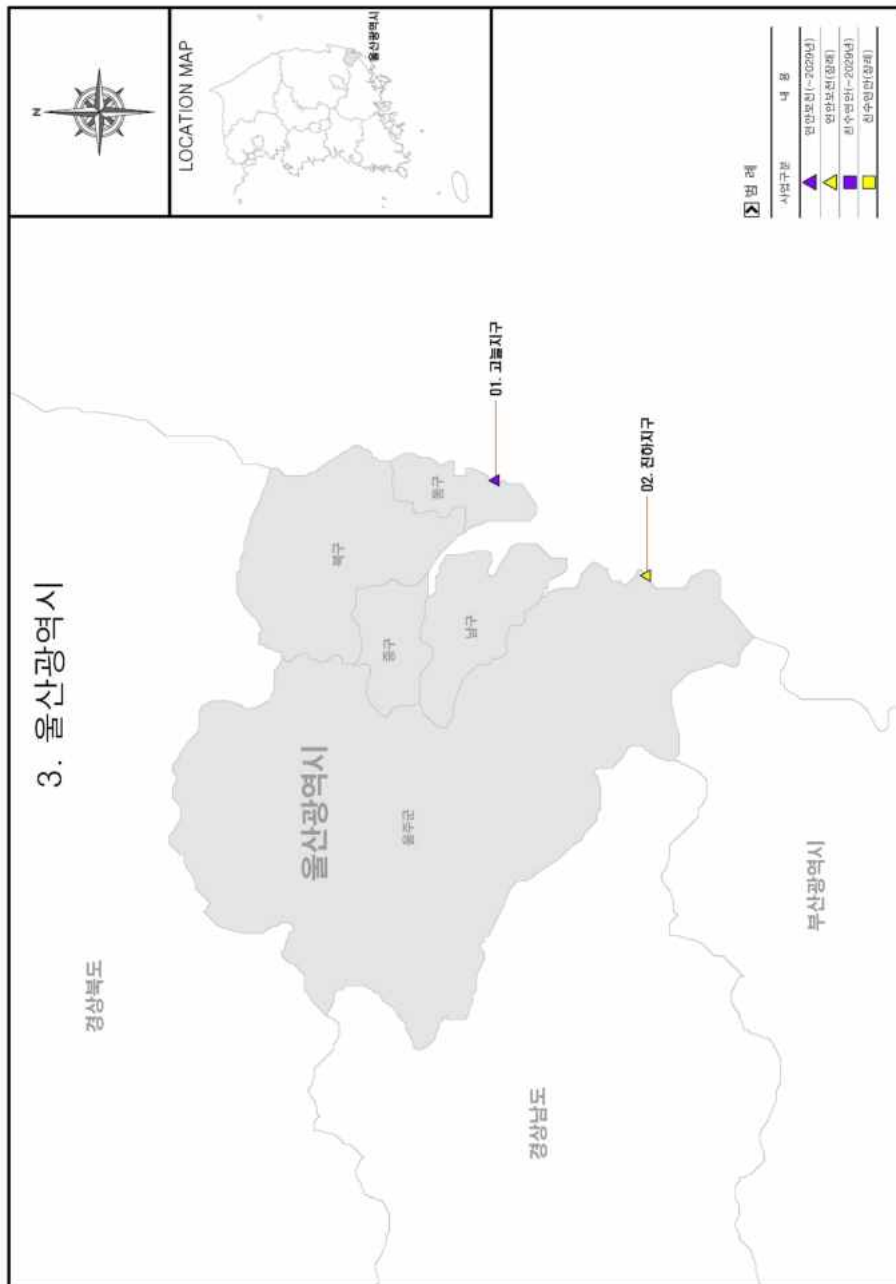 3. 울산광역시
N
LOCATION MAP
울산광역시
경상북도
울산광역시
울주군
북구
중구
동구
남구
01. 고늘지구
02. 진하지구
경상남도
부산광역시
범 례
사업구분 내 용
연안보전(~2029년)
연안보전(장래)
친수연안(~2029년)
친수연안(장래)